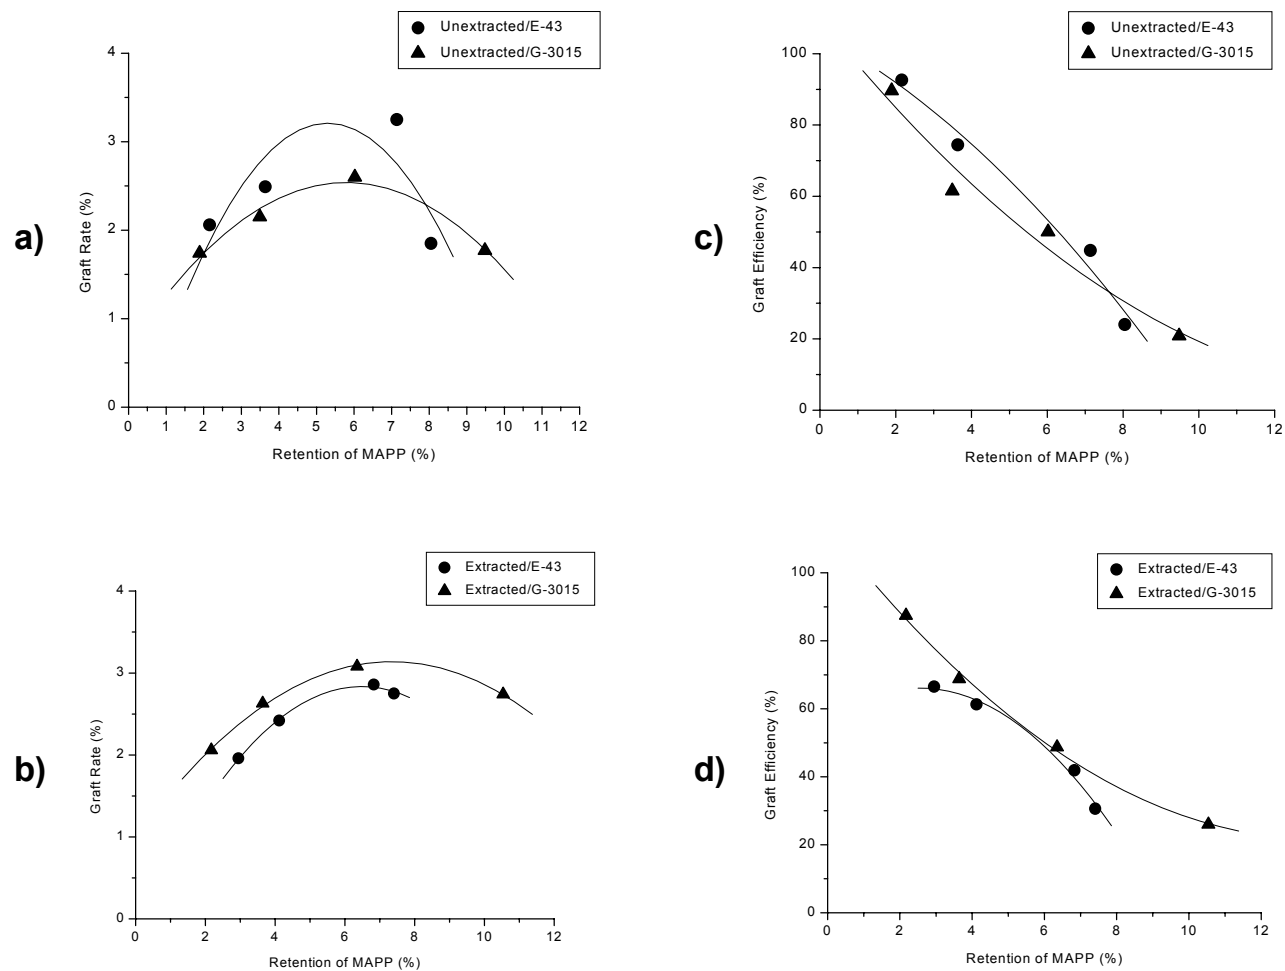 a)
Unextracted/E-43
Unextracted/G-3015
4
3
2
1
0
Graft Rate (%)
0 1 2 3 4 5 6 7 8 9 10 11 12
Retention of MAPP (%)
c)
Unextracted/E-43
Unextracted/G-3015
100
80
60
40
20
0
Graft Efficiency (%)
0 2 4 6 8 10 12
Retention of MAPP (%)
b)
Extracted/E-43
Extracted/G-3015
4
3
2
1
0
Graft Rate (%)
0 2 4 6 8 10 12
Retention of MAPP (%)
d)
Extracted/E-43
Extracted/G-3015
100
80
60
40
20
0
Graft Efficiency (%)
0 2 4 6 8 10 12
Retention of MAPP (%)